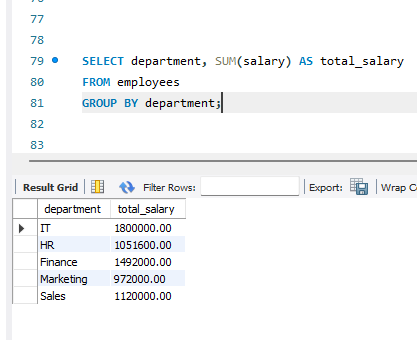 77
78
79 SELECT department, SUM(salary) AS total_salary
80 FROM employees
81 GROUP BY department;
82
83
Result Grid Filter Rows: Export: Wrap Ce
department total_salary
IT 1800000.00
HR 1051600.00
Finance 1492000.00
Marketing 972000.00
Sales 1120000.00